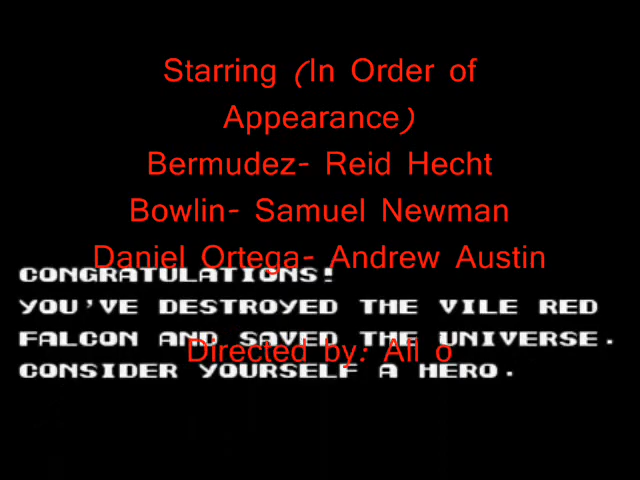 Starring (In Order of
Appearance)
Bermudez- Reid Hecht
Bowlin- Samuel Newman
Daniel Ortega- Andrew Austin
CONGRATULATIONS!
YOU'VE DESTROYED THE VILE RED
FALCON AND SAVED THE UNIVERSE.
Directed by: All o
CONSIDER YOURSELF A HERO.